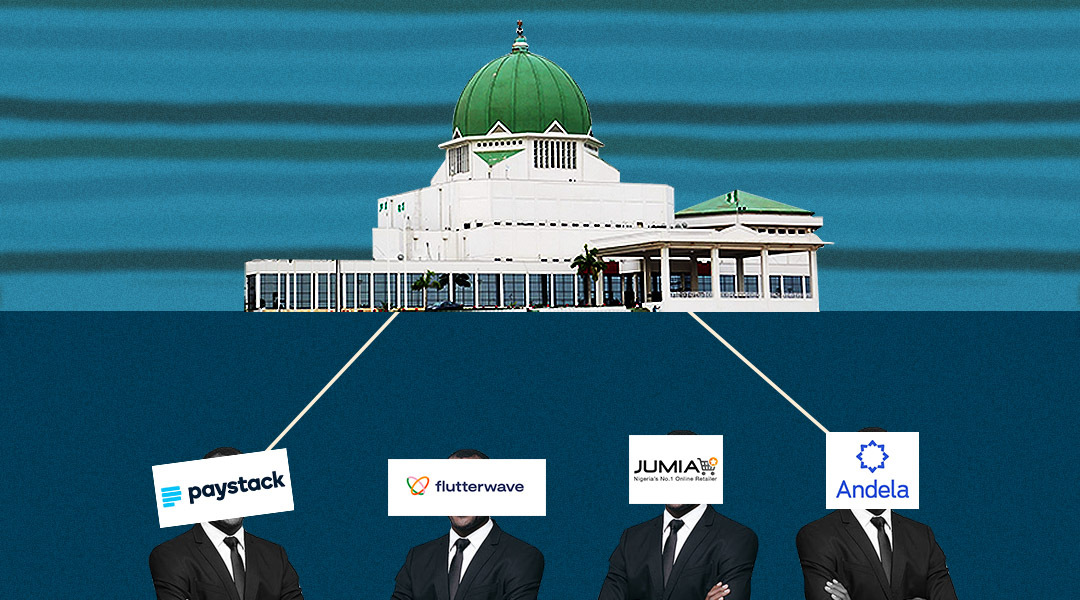 paystack
flutterwave
JUMIA
Nigeria's No.1 Online Retailer
Andela